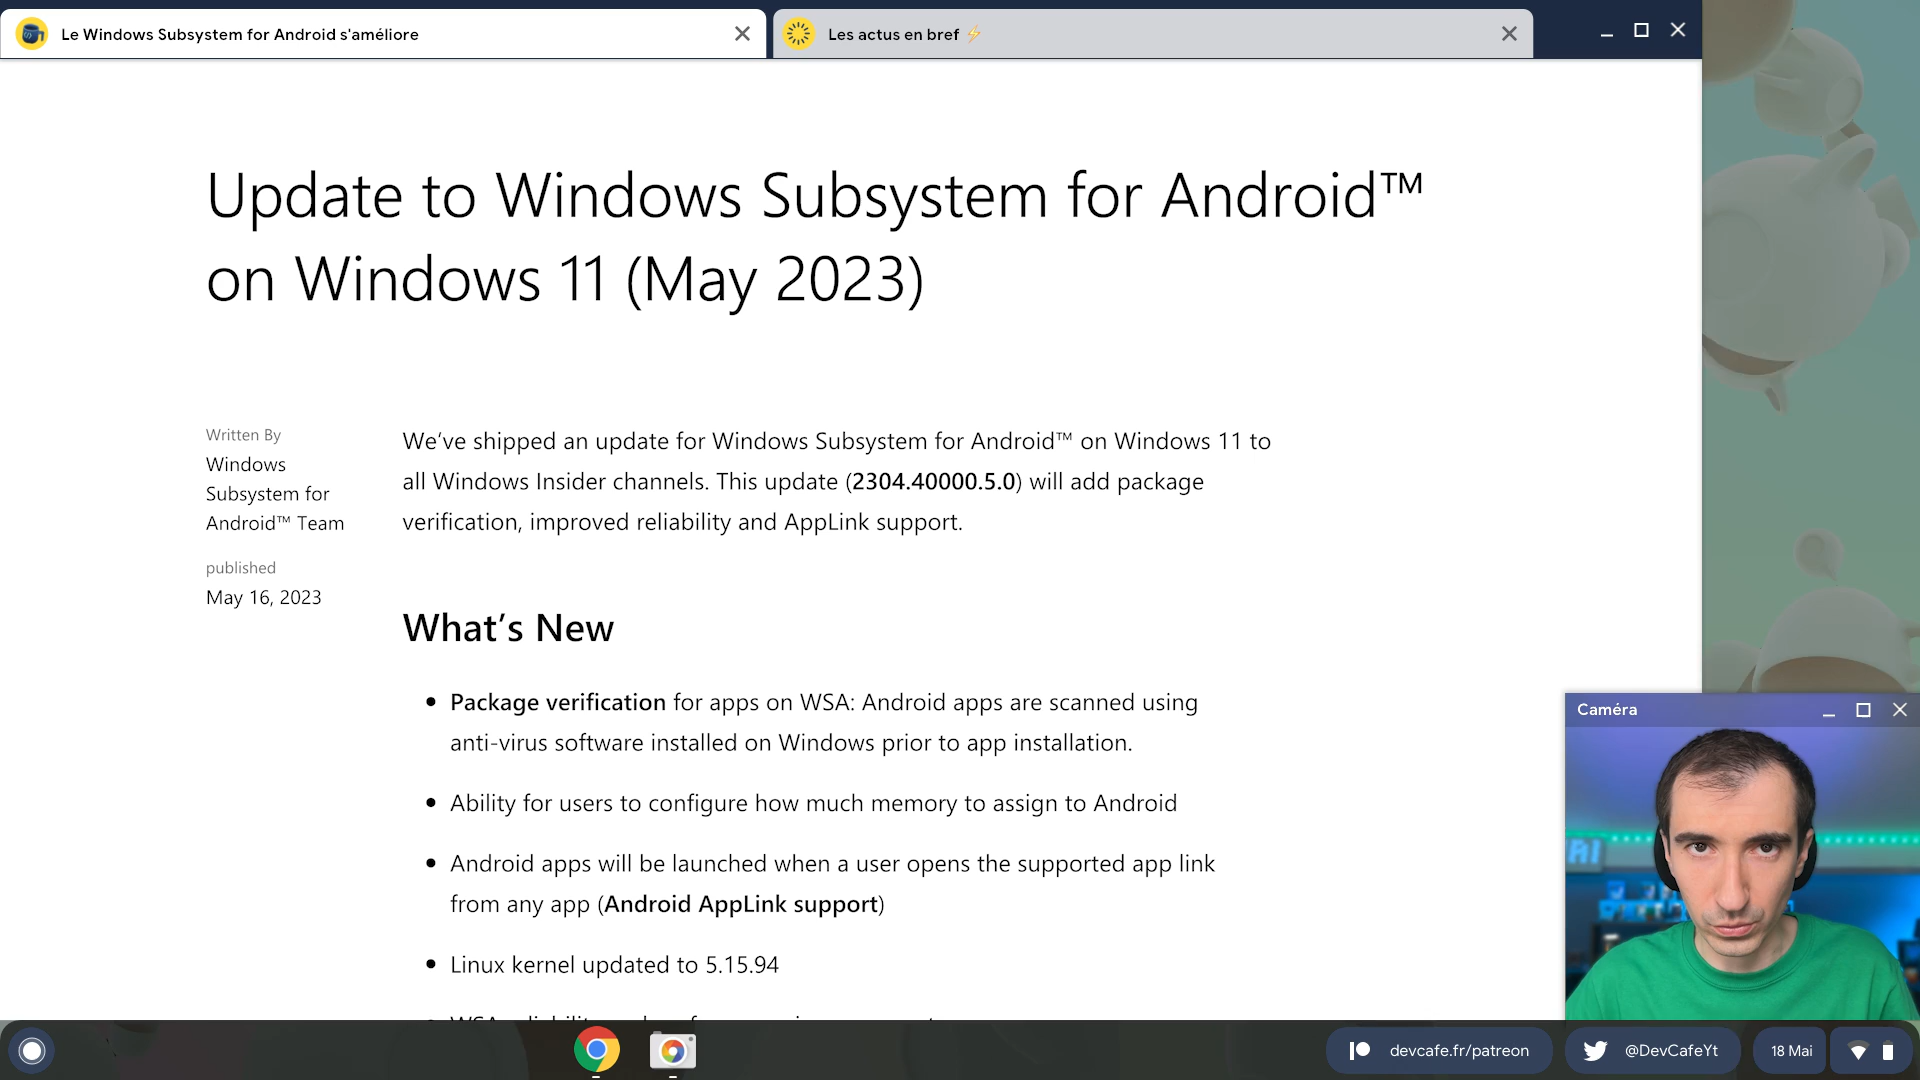 Le Windows Subsystem for Android s'améliore
Les actus en bref ⚡
Update to Windows Subsystem for Android™
on Windows 11 (May 2023)
Written By
Windows
Subsystem for
Android™ Team
published
May 16, 2023
We’ve shipped an update for Windows Subsystem for Android™ on Windows 11 to
all Windows Insider channels. This update (2304.40000.5.0) will add package
verification, improved reliability and AppLink support.
What’s New
• Package verification for apps on WSA: Android apps are scanned using
anti-virus software installed on Windows prior to app installation.
• Ability for users to configure how much memory to assign to Android
• Android apps will be launched when a user opens the supported app link
from any app (Android AppLink support)
• Linux kernel updated to 5.15.94
Caméra
AI
devcafe.fr/patreon
@DevCafeYt
18 Mai